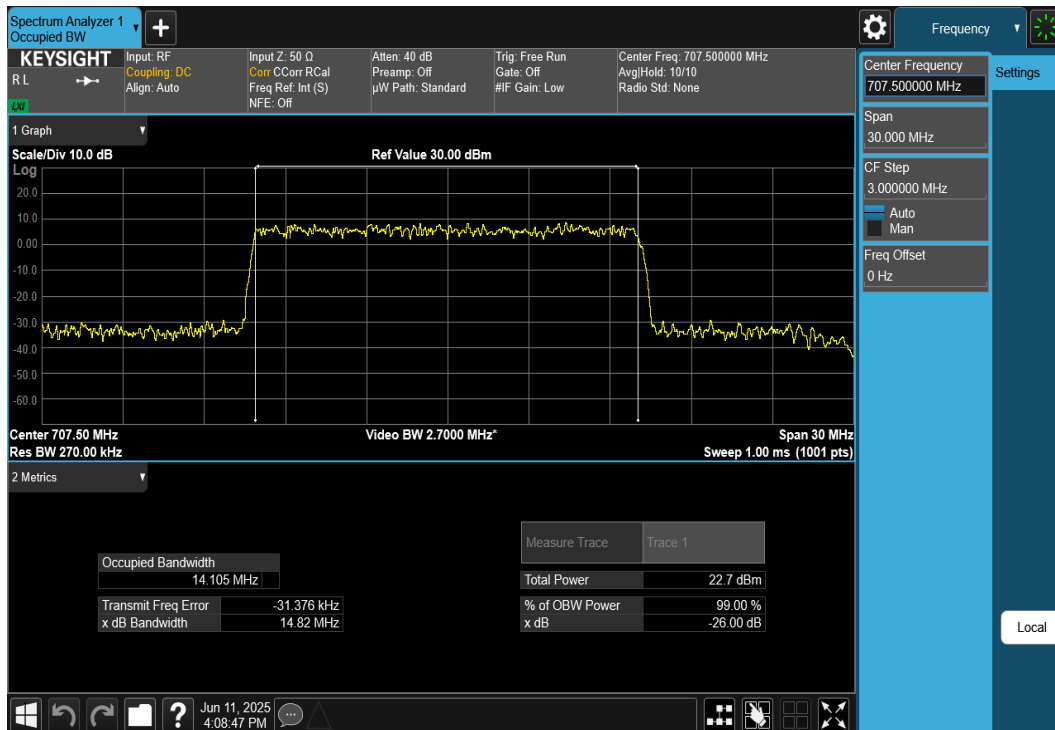 Spectrum Analyzer 1
Occupied BW
Frequency
KEYSIGHT
R L
LXI
Input: RF
Coupling: DC
Align: Auto
Input Z: 50 Ω
Corr CCorr RCal
Freq Ref: Int (S)
NFE: Off
Atten: 40 dB
Preamp: Off
µW Path: Standard
Trig: Free Run
Gate: Off
#IF Gain: Low
Center Freq: 707.500000 MHz
Avg|Hold: 10/10
Radio Std: None
Center Frequency
707.500000 MHz
Settings
Span
30.000 MHz
CF Step
3.000000 MHz
Auto
Man
Freq Offset
0 Hz
1 Graph
Scale/Div 10.0 dB
Ref Value 30.00 dBm
Log
20.0
10.0
0.00
-10.0
-20.0
-30.0
-40.0
-50.0
-60.0
Center 707.50 MHz
Video BW 2.7000 MHz*
Span 30 MHz
Res BW 270.00 kHz
Sweep 1.00 ms (1001 pts)
2 Metrics
Measure Trace
Trace 1
Occupied Bandwidth
14.105 MHz
Total Power
22.7 dBm
Transmit Freq Error
-31.376 kHz
% of OBW Power
99.00 %
x dB Bandwidth
14.82 MHz
x dB
-26.00 dB
Local
?
Jun 11, 2025
4:08:47 PM